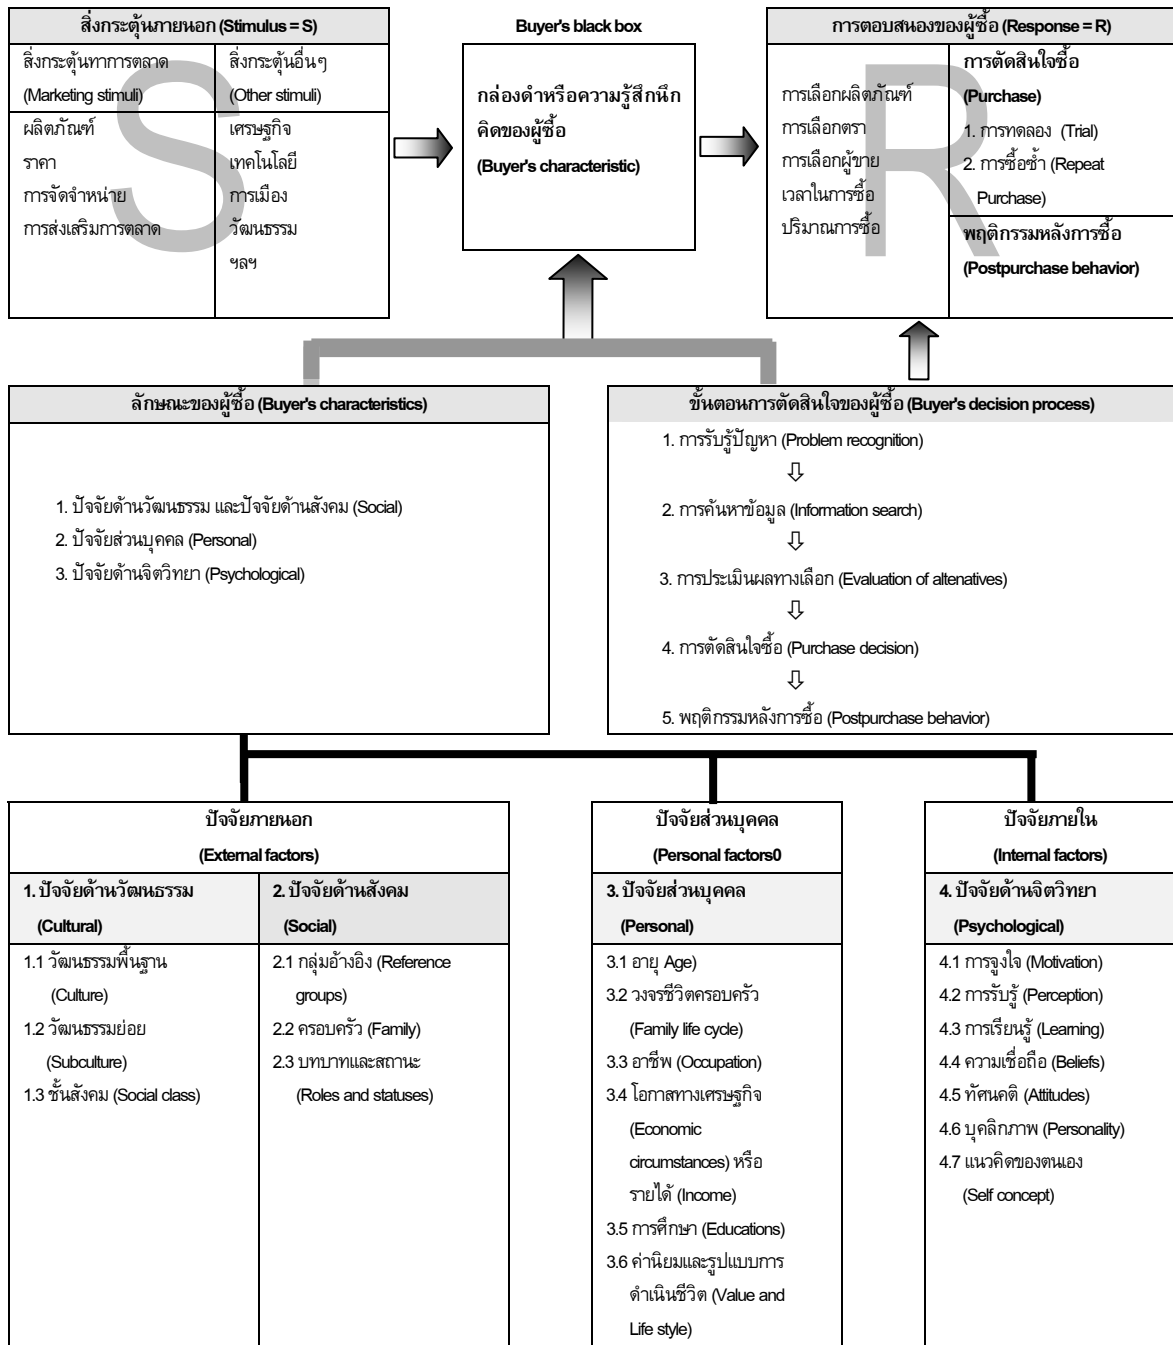 สิ่งกระตุ้นภายนอก (Stimulus = S)
สิ่งกระตุ้นทาการตลาด
(Marketing stimuli)
สิ่งกระตุ้นอื่นๆ
(Other stimuli)
ผลิตภัณฑ์
ราคา
การจัดจำหน่าย
การส่งเสริมการตลาด
เศรษฐกิจ
เทคโนโลยี
การเมือง
วัฒนธรรม
ฯลฯ
S
Buyer's black box
กล่องดำหรือความรู้สึกนึก
คิดของผู้ซื้อ
(Buyer's characteristic)
การตอบสนองของผู้ซื้อ (Response = R)
การเลือกผลิตภัณฑ์
การเลือกตรา
การเลือกผู้ขาย
เวลาในการซื้อ
ปริมาณการซื้อ
การตัดสินใจซื้อ
(Purchase)
1. การทดลอง (Trial)
2. การซื้อซ้ำ (Repeat
Purchase)
พฤติกรรมหลังการซื้อ
(Postpurchase behavior)
R
ลักษณะของผู้ซื้อ (Buyer's characteristics)
1. ปัจจัยด้านวัฒนธรรม และปัจจัยด้านสังคม (Social)
2. ปัจจัยส่วนบุคคล (Personal)
3. ปัจจัยด้านจิตวิทยา (Psychological)
ขั้นตอนการตัดสินใจของผู้ซื้อ (Buyer's decision process)
1. การรับรู้ปัญหา (Problem recognition)
2. การค้นหาข้อมูล (Information search)
3. การประเมินผลทางเลือก (Evaluation of altenatives)
4. การตัดสินใจซื้อ (Purchase decision)
5. พฤติกรรมหลังการซื้อ (Postpurchase behavior)
ปัจจัยภายนอก
(External factors)
1. ปัจจัยด้านวัฒนธรรม
(Cultural)
1.1 วัฒนธรรมพื้นฐาน
(Culture)
1.2 วัฒนธรรมย่อย
(Subculture)
1.3 ชั้นสังคม (Social class)
2. ปัจจัยด้านสังคม
(Social)
2.1 กลุ่มอ้างอิง (Reference
groups)
2.2 ครอบครัว (Family)
2.3 บทบาทและสถานะ
(Roles and statuses)
ปัจจัยส่วนบุคคล
(Personal factors0
3. ปัจจัยส่วนบุคคล
(Personal)
3.1 อายุ Age)
3.2 วงจรชีวิตครอบครัว
(Family life cycle)
3.3 อาชีพ (Occupation)
3.4 โอกาสทางเศรษฐกิจ
(Economic
circumstances) หรือ
รายได้ (Income)
3.5 การศึกษา (Educations)
3.6 ค่านิยมและรูปแบบการ
ดำเนินชีวิต (Value and
Life style)
ปัจจัยภายใน
(Internal factors)
4. ปัจจัยด้านจิตวิทยา
(Psychological)
4.1 การจูงใจ (Motivation)
4.2 การรับรู้ (Perception)
4.3 การเรียนรู้ (Learning)
4.4 ความเชื่อถือ (Beliefs)
4.5 ทัศนคติ (Attitudes)
4.6 บุคลิกภาพ (Personality)
4.7 แนวคิดของตนเอง
(Self concept)